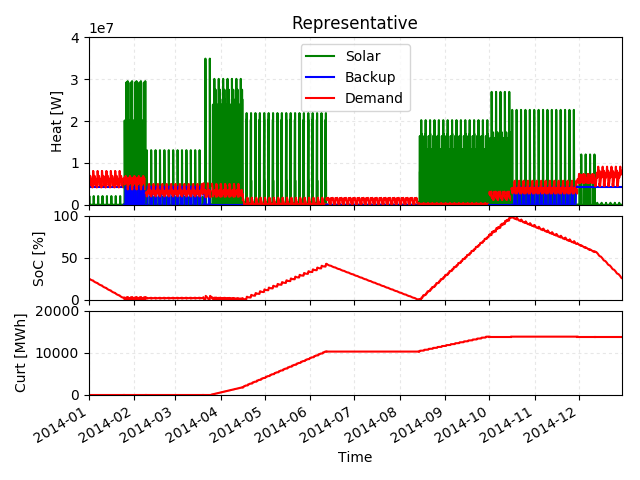 Representative
1e7
4
3
2
1
0
Heat [W]
Solar
Backup
Demand
100
50
0
SoC [%]
20000
10000
0
Curt [MWh]
2014-01
2014-02
2014-03
2014-04
2014-05
2014-06
2014-07
2014-08
2014-09
2014-10
2014-11
2014-12
Time